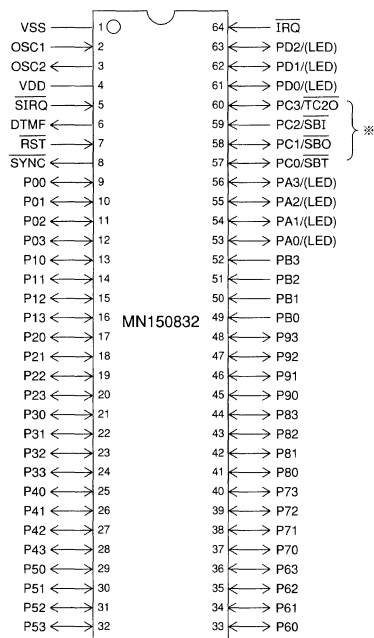 VSS 1 64 IRQ
OSC1 2 63 PD2/(LED)
OSC2 3 62 PD1/(LED)
VDD 4 61 PD0/(LED)
SIRQ 5 60 PC3/TC2O
DTMF 6 59 PC2/SBI
RST 7 58 PC1/SBO ※
SYNC 8 57 PC0/SBT
P00 9 56 PA3/(LED)
P01 10 55 PA2/(LED)
P02 11 54 PA1/(LED)
P03 12 53 PA0/(LED)
P10 13 52 PB3
P11 14 51 PB2
P12 15 50 PB1
P13 16 MN150832 49 PB0
P20 17 48 P93
P21 18 47 P92
P22 19 46 P91
P23 20 45 P90
P30 21 44 P83
P31 22 43 P82
P32 23 42 P81
P33 24 41 P80
P40 25 40 P73
P41 26 39 P72
P42 27 38 P71
P43 28 37 P70
P50 29 36 P63
P51 30 35 P62
P52 31 34 P61
P53 32 33 P60